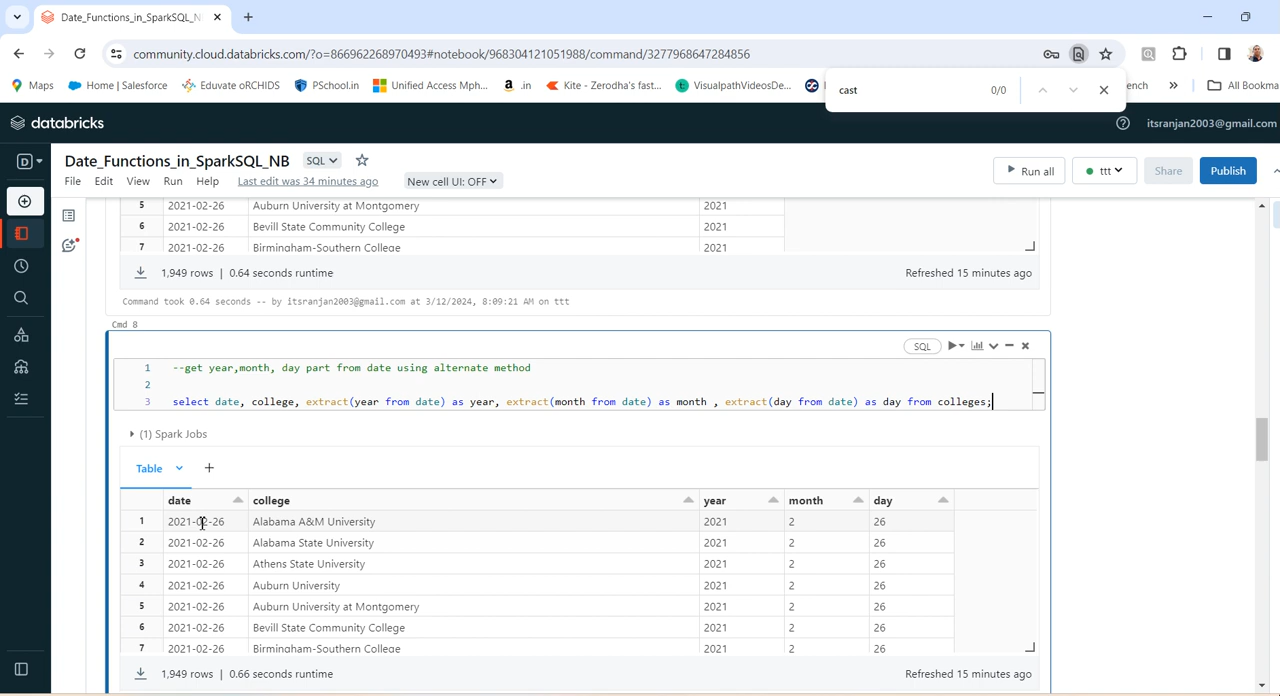 Date_Functions_in_SparkSQL_N
community.cloud.databricks.com/?o=866962268970493#notebook/968304121051988/command/3277968647284856
Maps Home | Salesforce Eduvate oRCHIDS PSchool.in Unified Access Mph... .in Kite - Zerodha's fast... VisualpathVideosDe... ench » All Bookma
cast 0/0
databricks itsranjan2003@gmail.com
D Date_Functions_in_SparkSQL_NB SQL
File Edit View Run Help Last edit was 34 minutes ago New cell UI: OFF Run all ttt Share Publish
5 2021-02-26 Auburn University at Montgomery 2021
6 2021-02-26 Bevill State Community College 2021
7 2021-02-26 Birmingham-Southern College 2021
1,949 rows | 0.64 seconds runtime Refreshed 15 minutes ago
Command took 0.64 seconds -- by itsranjan2003@gmail.com at 3/12/2024, 8:09:21 AM on ttt
Cmd 8
SQL
1 --get year,month, day part from date using alternate method
2
3 select date, college, extract(year from date) as year, extract(month from date) as month , extract(day from date) as day from colleges;
(1) Spark Jobs
Table +
date college year month day
1 2021-02-26 Alabama A&M University 2021 2 26
2 2021-02-26 Alabama State University 2021 2 26
3 2021-02-26 Athens State University 2021 2 26
4 2021-02-26 Auburn University 2021 2 26
5 2021-02-26 Auburn University at Montgomery 2021 2 26
6 2021-02-26 Bevill State Community College 2021 2 26
7 2021-02-26 Birmingham-Southern College 2021 2 26
1,949 rows | 0.66 seconds runtime Refreshed 15 minutes ago